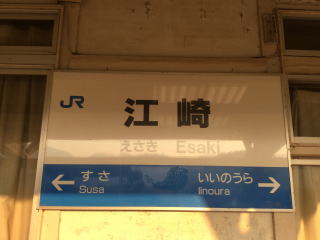 JR
江崎
えさき Esaki
← すさ いいのうら →
Susa Iinoura